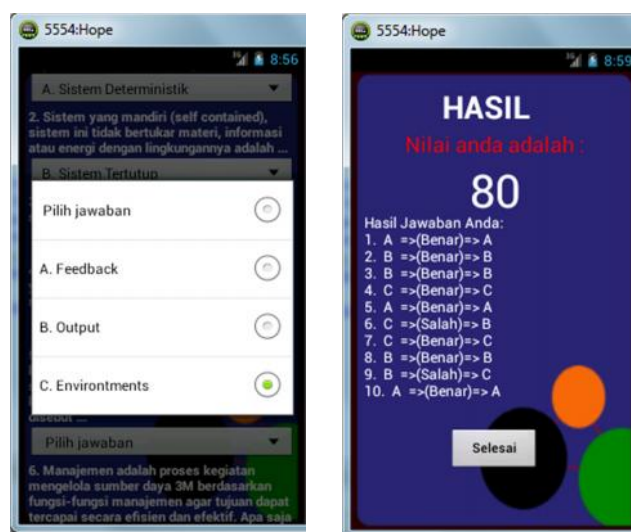 5554:Hope
8:56
A. Sistem Deterministik
2. Sistem yang mandiri (self contained),
sistem ini tidak bertukar materi, informasi
atau energi dengan lingkungannya adalah ...
B. Sistem Tertutup
Pilih jawaban
A. Feedback
B. Output
C. Environtments
disebut ...
Pilih jawaban
6. Manajemen adalah proses kegiatan
mengelola sumber daya 3M berdasarkan
fungsi-fungsi manajemen agar tujuan dapat
tercapai secara efisien dan efektif. Apa saja
5554:Hope
8:59
HASIL
Nilai anda adalah :
80
Hasil Jawaban Anda:
1. A =>(Benar)=> A
2. B =>(Benar)=> B
3. B =>(Benar)=> B
4. C =>(Benar)=> C
5. A =>(Benar)=> A
6. C =>(Salah)=> B
7. C =>(Benar)=> C
8. B =>(Benar)=> B
9. B =>(Salah)=> C
10. A =>(Benar)=> A
Selesai